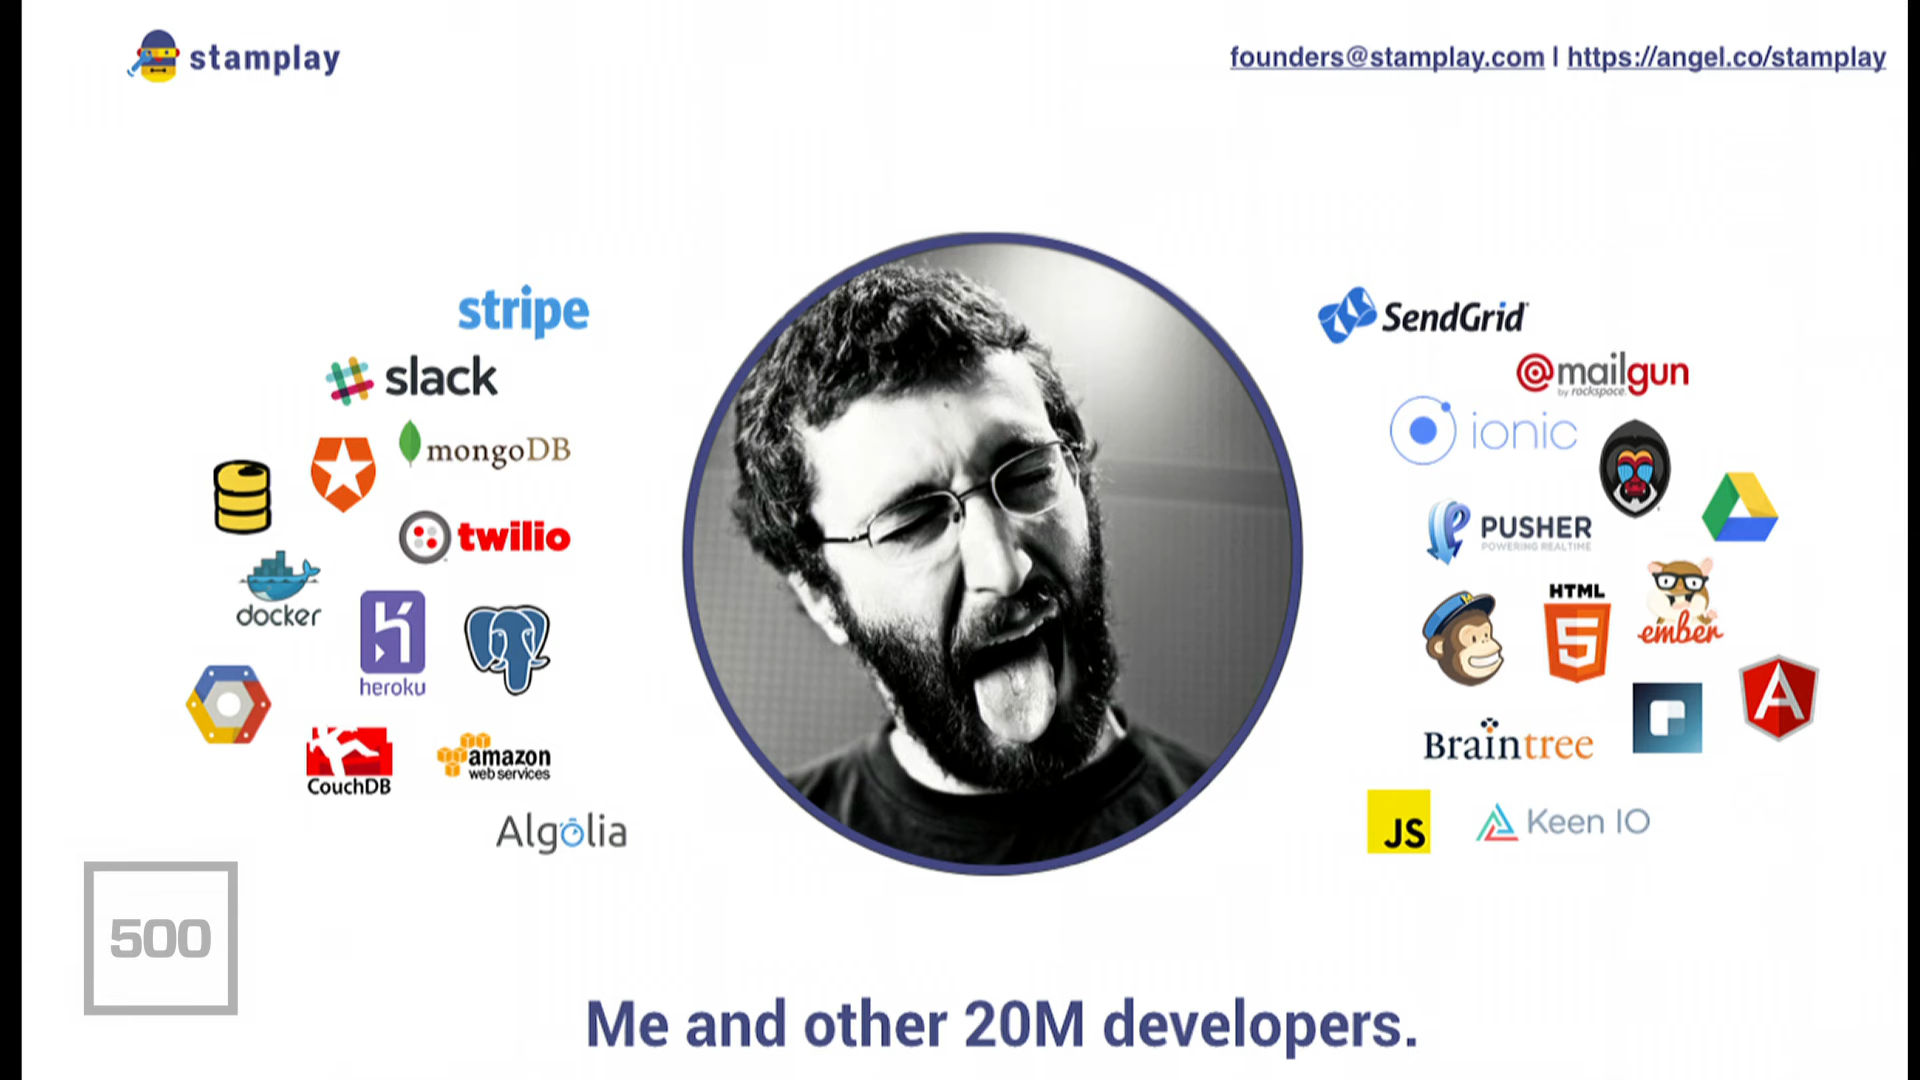 stamplay
founders@stamplay.com | https://angel.co/stamplay
stripe
slack
mongoDB
twilio
docker
heroku
CouchDB
amazon
web services
Algolia
SendGrid
@mailgun
by rackspace.
ionic
PUSHER
POWERING REALTIME
HTML
5
ember
A
Braintree
JS
Keen IO
500
Me and other 20M developers.